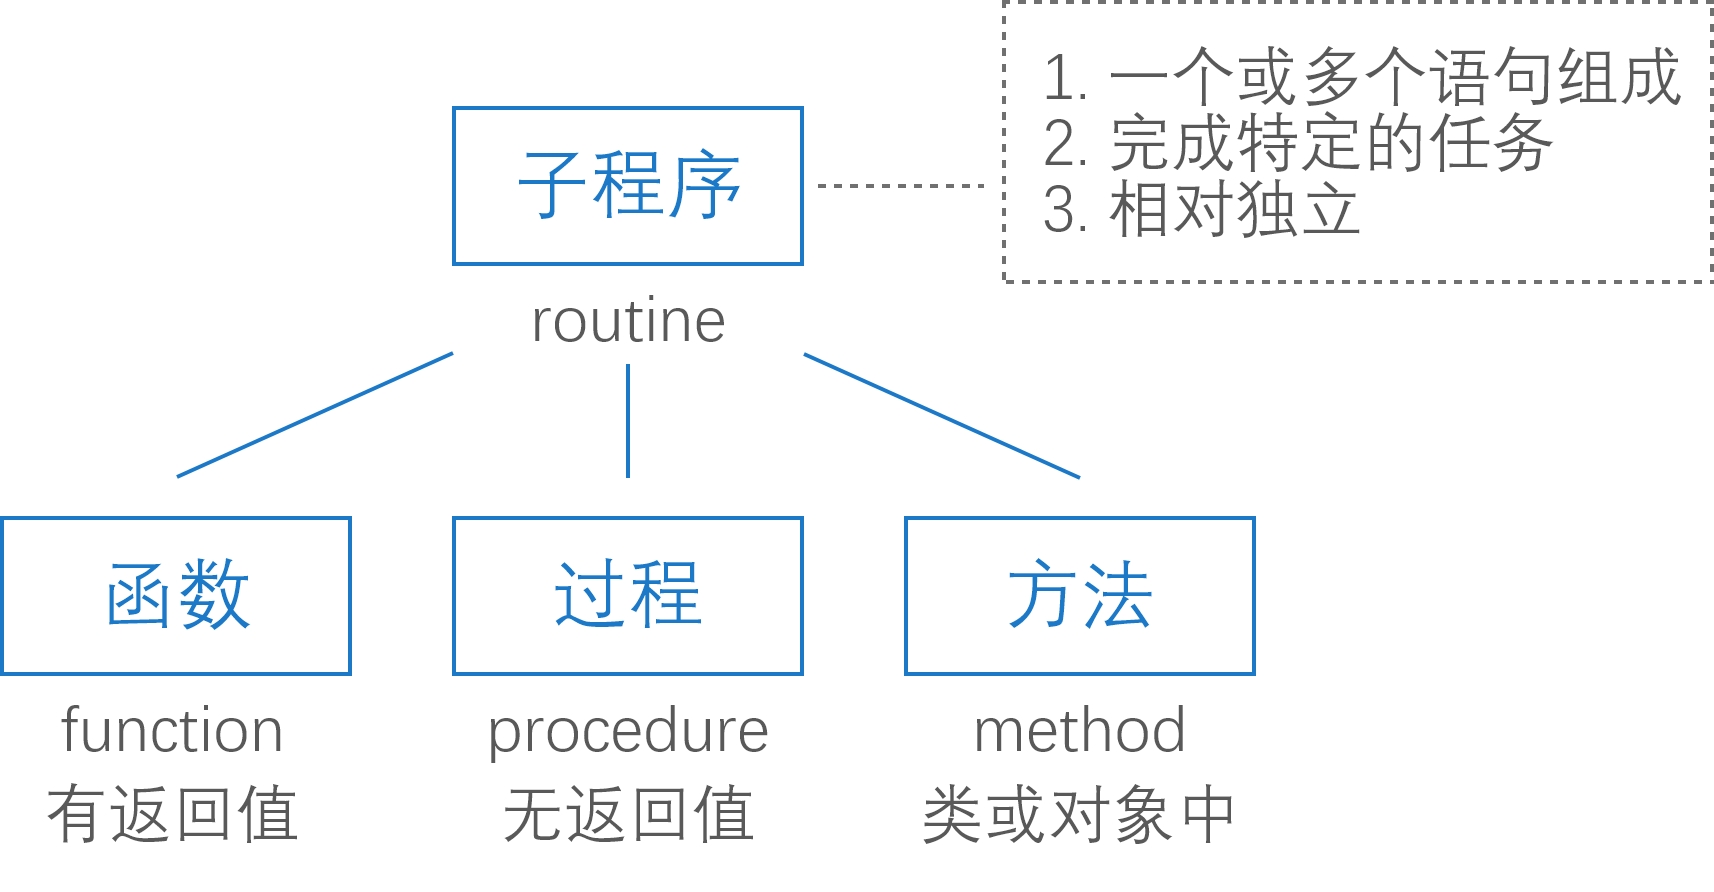 1. 一个或多个语句组成
2. 完成特定的任务
3. 相对独立
子程序
routine
函数
function
有返回值
过程
procedure
无返回值
方法
method
类或对象中